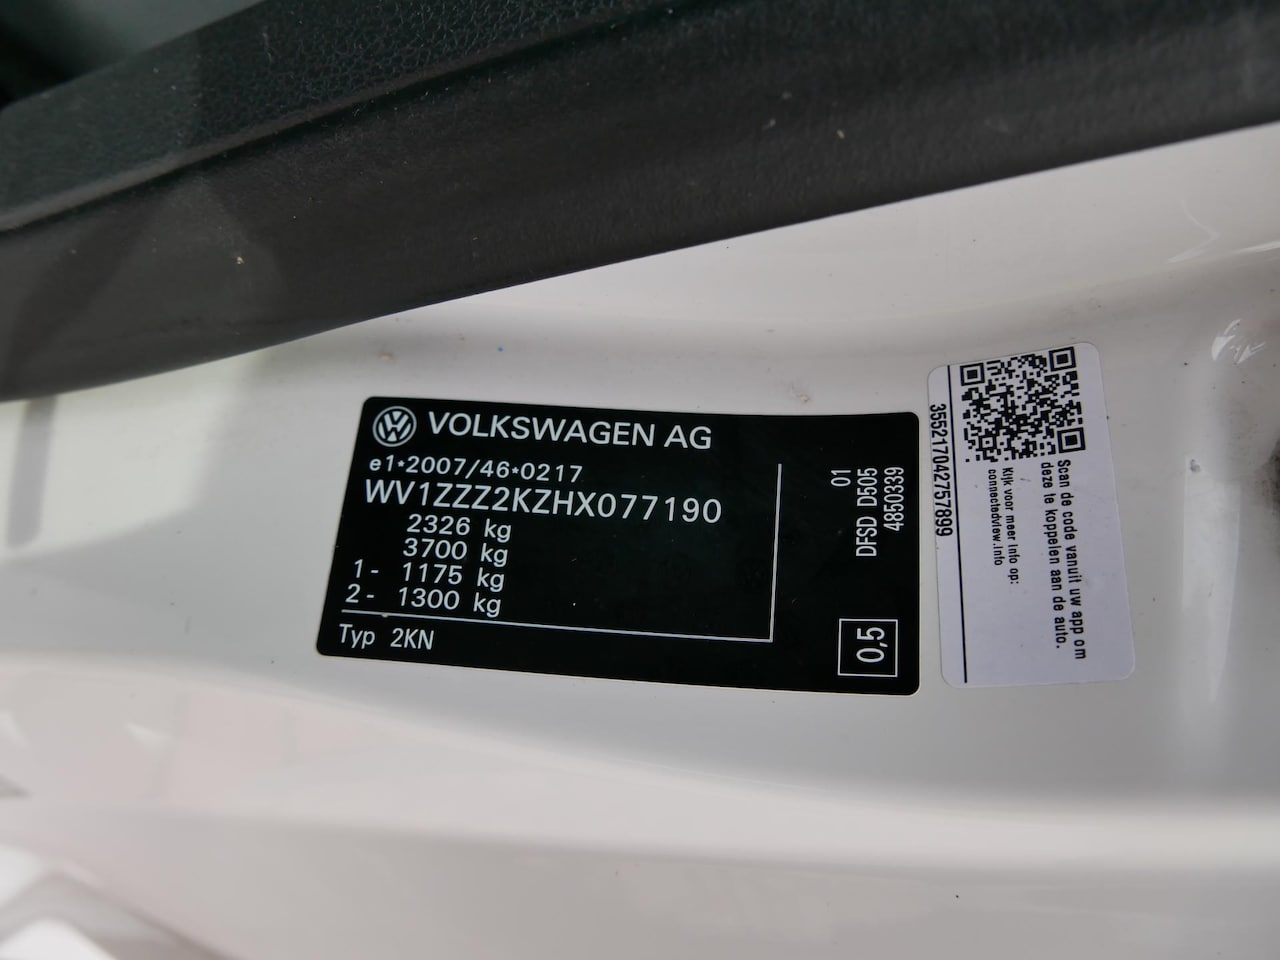 VOLKSWAGEN AG
e1*2007/46*0217
WV1ZZZ2KZHX077190
2326 kg
3700 kg
1- 1175 kg
2- 1300 kg
Typ 2KN
01
DFSD D505
4850339
0,5
Scan de code vanuit uw app om
deze te koppelen aan de auto.
Kijk voor meer info op:
connectedview.info
355217042757899